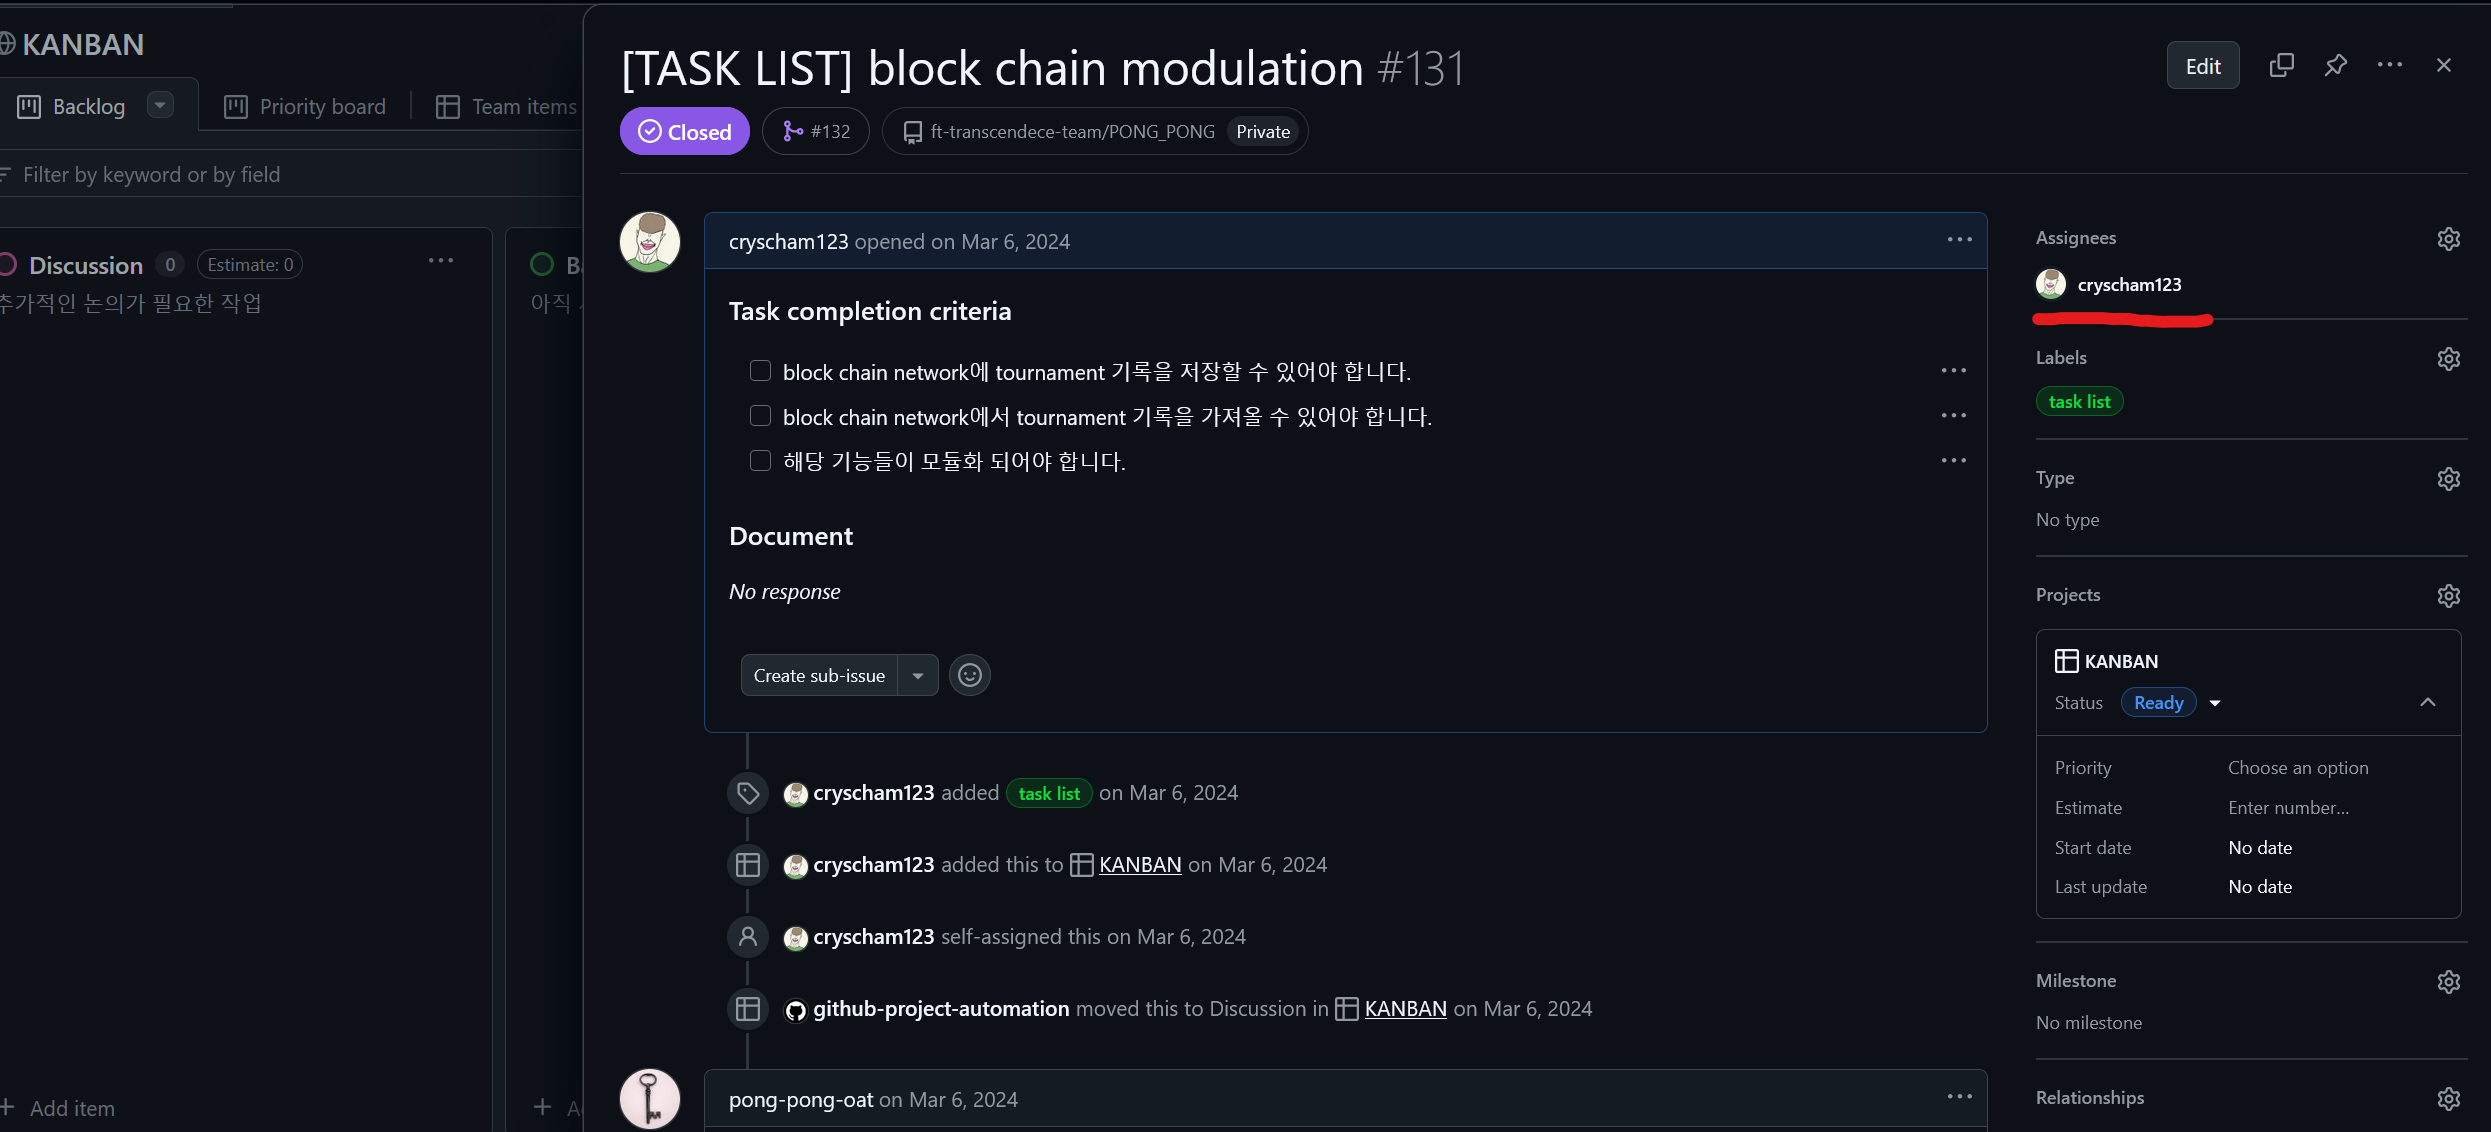 KANBAN
Backlog
Priority board
Team items
Filter by keyword or by field
Discussion 0 Estimate: 0
추가적인 논의가 필요한 작업
아직
Add item
[TASK LIST] block chain modulation #131
Edit
Closed
#132
ft-transcendece-team/PONG_PONG Private
cryscham123 opened on Mar 6, 2024
Task completion criteria
block chain network에 tournament 기록을 저장할 수 있어야 합니다.
block chain network에서 tournament 기록을 가져올 수 있어야 합니다.
해당 기능들이 모듈화 되어야 합니다.
Document
No response
Create sub-issue
cryscham123 added task list on Mar 6, 2024
cryscham123 added this to KANBAN on Mar 6, 2024
cryscham123 self-assigned this on Mar 6, 2024
github-project-automation moved this to Discussion in KANBAN on Mar 6, 2024
pong-pong-oat on Mar 6, 2024
Assignees
cryscham123
Labels
task list
Type
No type
Projects
KANBAN
Status Ready
Priority Choose an option
Estimate Enter number...
Start date No date
Last update No date
Milestone
No milestone
Relationships